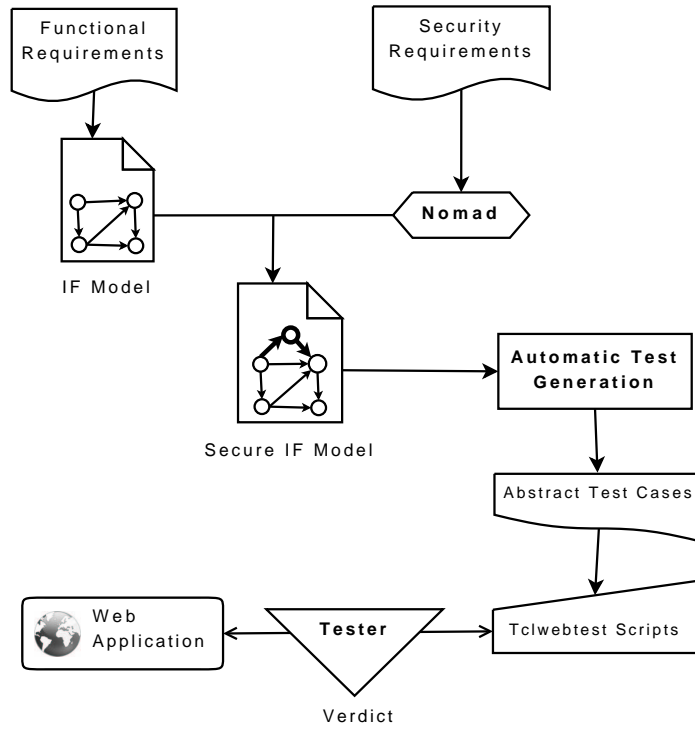 Functional
Requirements
Security
Requirements
Nomad
IF Model
Automatic Test
Generation
Secure IF Model
Abstract Test Cases
Web
Application
Tester
Tclwebtest Scripts
Verdict